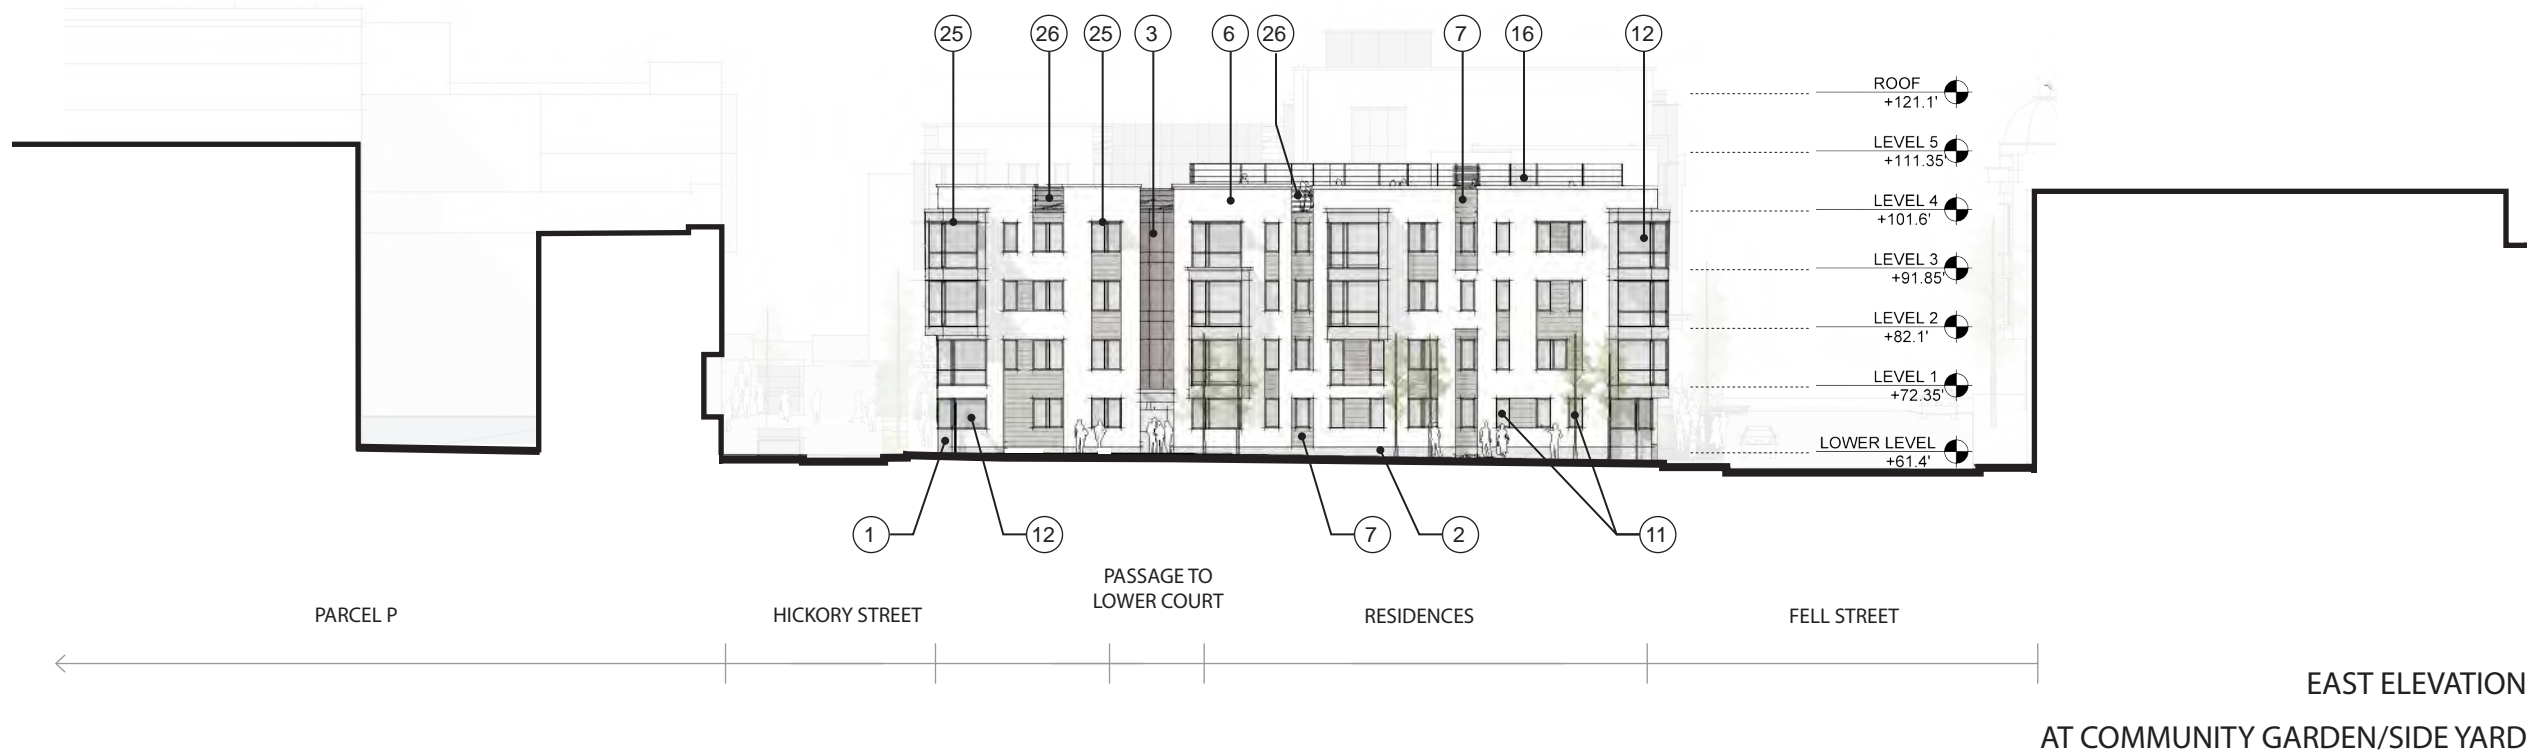 25 26 25 3 6 26 7 16 12
ROOF
+121.1'
LEVEL 5
+111.35'
LEVEL 4
+101.6'
LEVEL 3
+91.85'
LEVEL 2
+82.1'
LEVEL 1
+72.35'
LOWER LEVEL
+61.4'
1 12 7 2 11
PASSAGE TO
LOWER COURT
PARCEL P HICKORY STREET RESIDENCES FELL STREET
EAST ELEVATION
AT COMMUNITY GARDEN/SIDE YARD